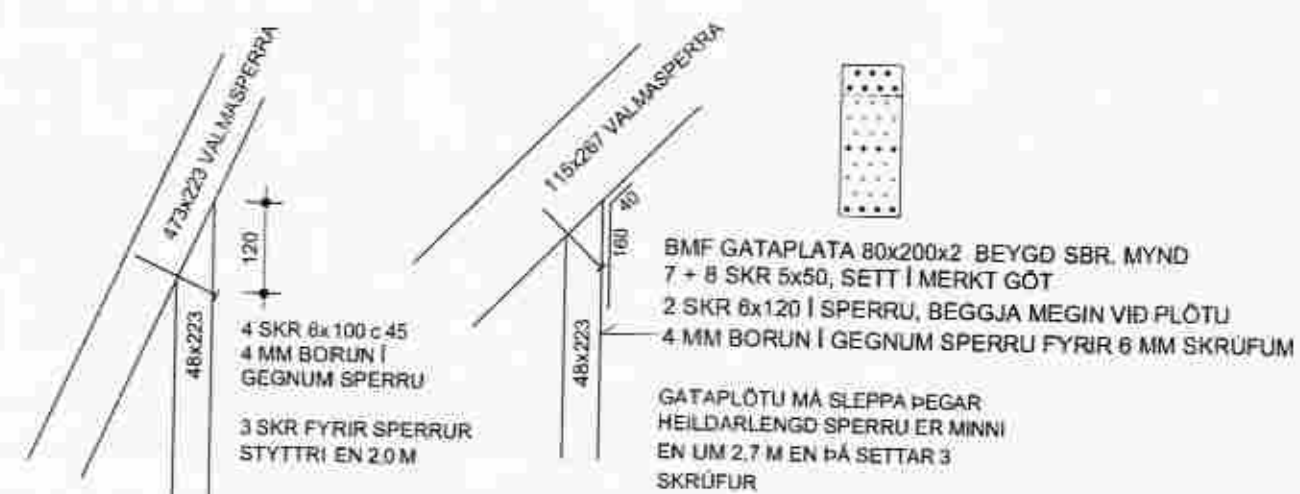 473x223 VALMASPERRA
120
48x223
4 SKR 6x100 c 45
4 MM BORUN Í
GEGNUM SPERRU
3 SKR FYRIR SPERRUR
STYTTRI EN 2,0 M
115x267 VALMASPERRA
40
160
48x223
BMF GATAPLATA 80x200x2 BEYGÐ SBR. MYND
7 + 8 SKR 5x50, SETT Í MERKT GÖT
2 SKR 6x120 Í SPERRU, BEGGJA MEGIN VIÐ PLÖTU
4 MM BORUN Í GEGNUM SPERRU FYRIR 6 MM SKRÚFUM
GATAPLÖTU MÁ SLEPPA ÞEGAR
HEILDARLENGD SPERRU ER MINNI
EN UM 2,7 M EN ÞÁ SETTAR 3
SKRÚFUR